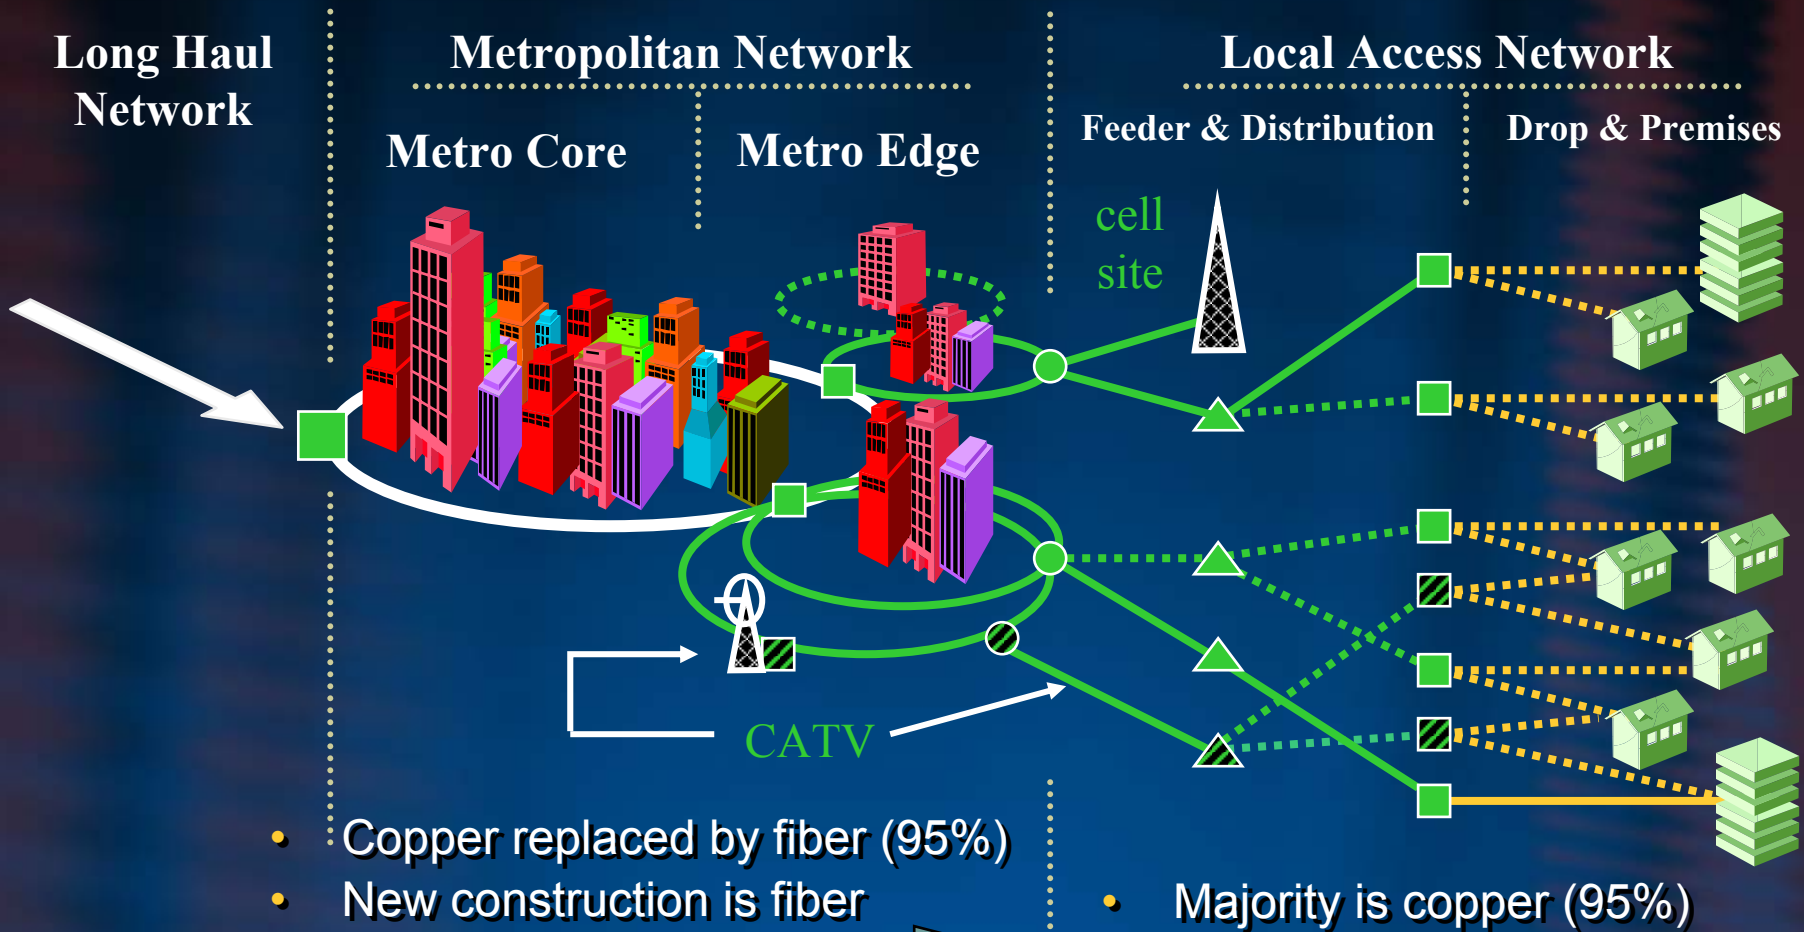 Long Haul
Network
Metropolitan Network
Local Access Network
Metro Core
Metro Edge
Feeder & Distribution
Drop & Premises
cell
site
CATV
• Copper replaced by fiber (95%)
• New construction is fiber
• Majority is copper (95%)